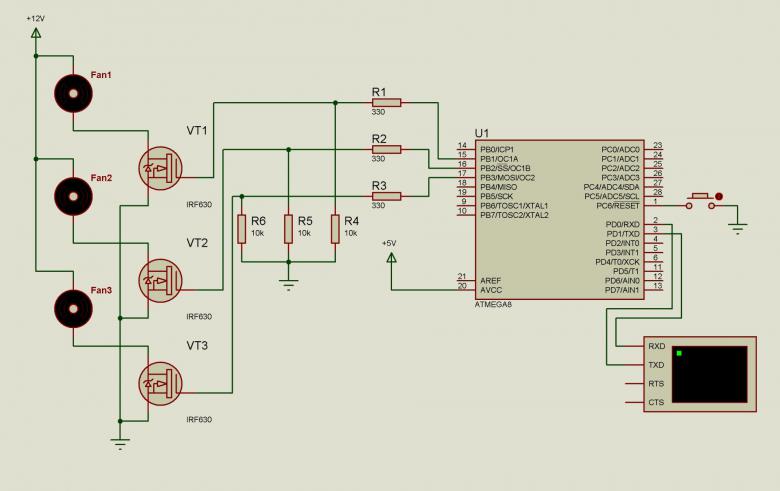 +12V
Fan1
VT1
IRF630
Fan2
VT2
IRF630
Fan3
VT3
IRF630
R1
330
R2
330
R3
330
R6
10k
R5
10k
R4
10k
+5V
U1
14 PB0/ICP1
15 PB1/OC1A
16 PB2/SS/OC1B
17 PB3/MOSI/OC2
18 PB4/MISO
19 PB5/SCK
9 PB6/TOSC1/XTAL1
10 PB7/TOSC2/XTAL2
21 AREF
20 AVCC
PC0/ADC0 23
PC1/ADC1 24
PC2/ADC2 25
PC3/ADC3 26
PC4/ADC4/SDA 27
PC5/ADC5/SCL 28
PC6/RESET 1
PD0/RXD 2
PD1/TXD 3
PD2/INT0 4
PD3/INT1 5
PD4/T0/XCK 6
PD5/T1 11
PD6/AIN0 12
PD7/AIN1 13
ATMEGA8
RXD
TXD
RTS
CTS